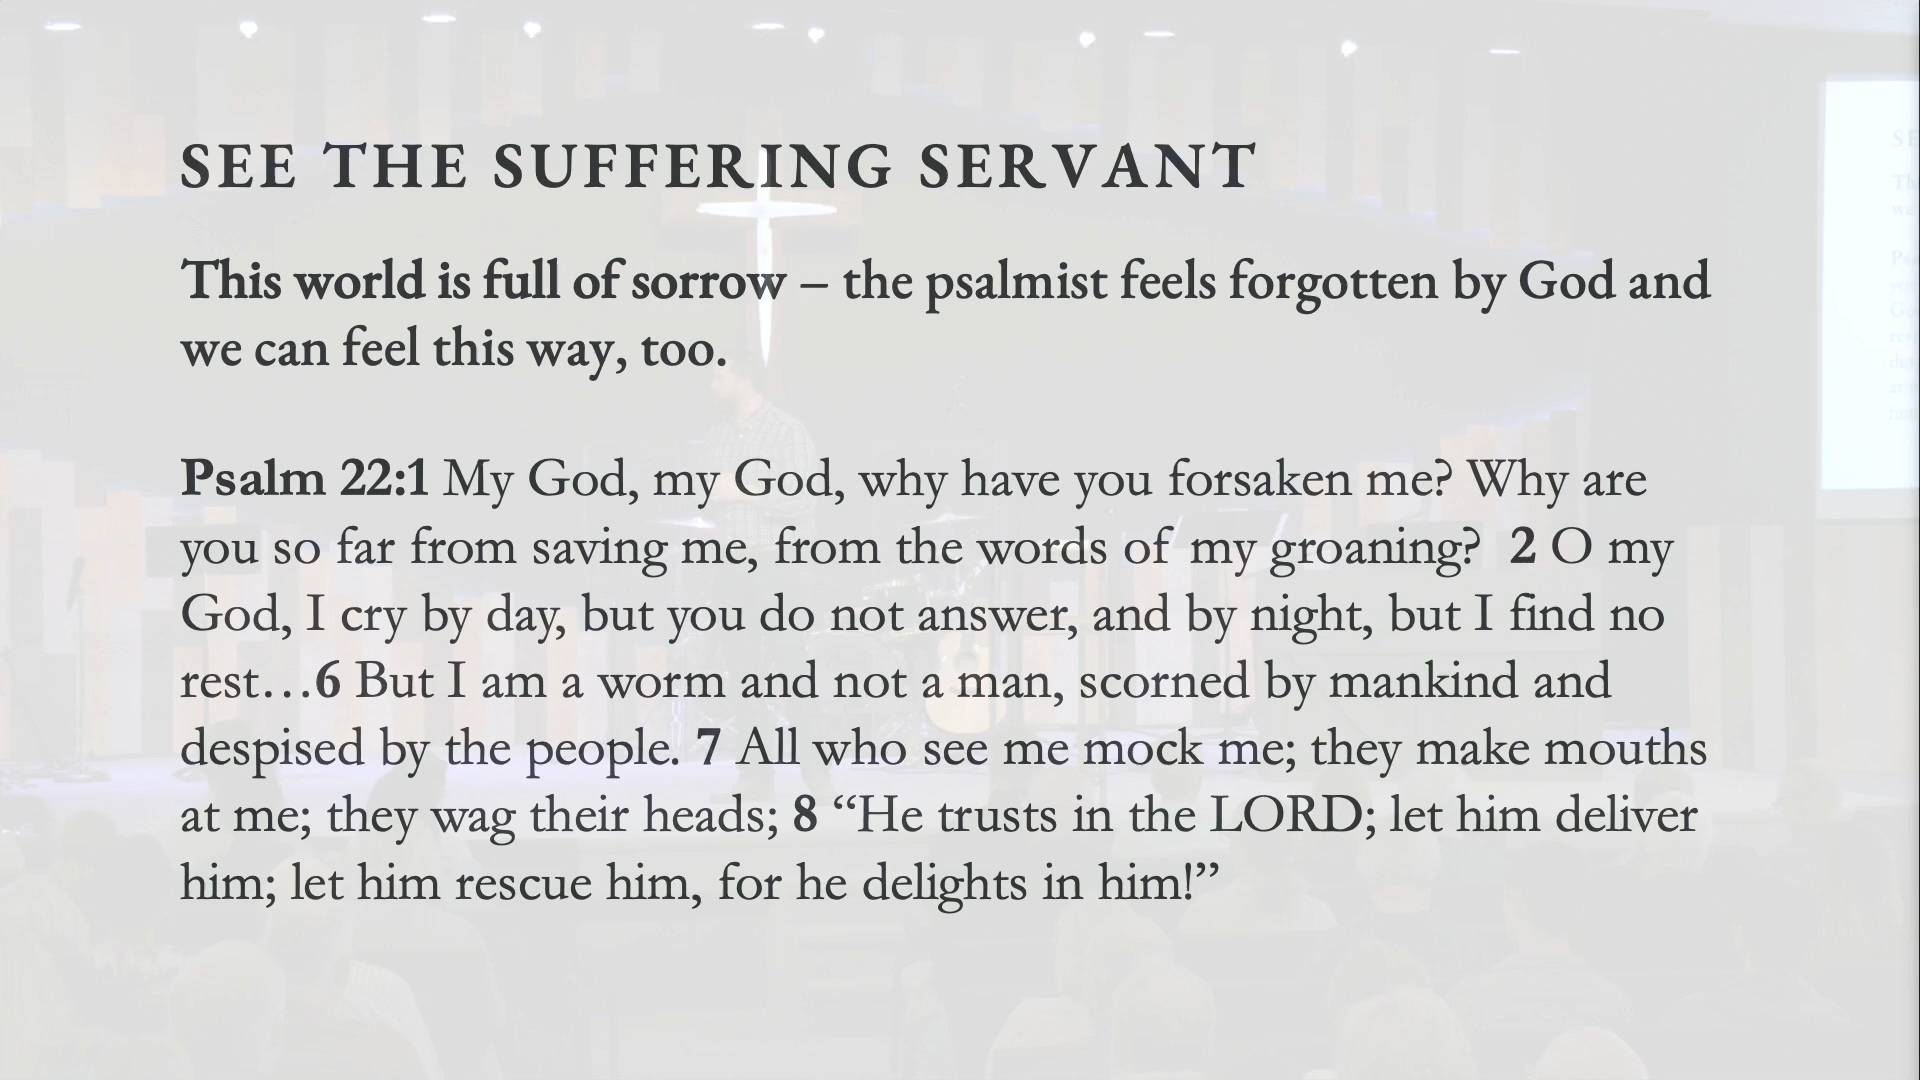 SEE THE SUFFERING SERVANT
This world is full of sorrow – the psalmist feels forgotten by God and
we can feel this way, too.
Psalm 22:1 My God, my God, why have you forsaken me? Why are
you so far from saving me, from the words of my groaning?  2 O my
God, I cry by day, but you do not answer, and by night, but I find no
rest…6 But I am a worm and not a man, scorned by mankind and
despised by the people. 7 All who see me mock me; they make mouths
at me; they wag their heads; 8 “He trusts in the LORD; let him deliver
him; let him rescue him, for he delights in him!”